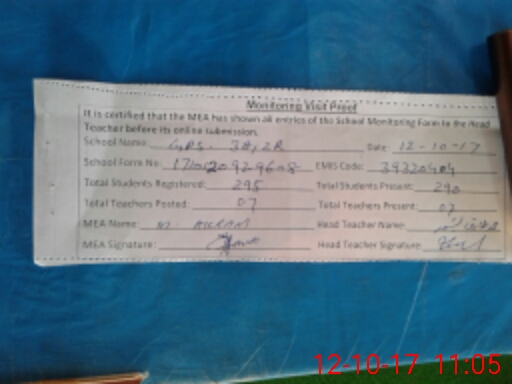 Monitoring Visit Proof
It is certified that the MEA has shown all entries of the School Monitoring Form to the Head
Teacher before its online submission.
School Name: GPS. 38/2R Date: 12-10-17
School Form No: EMIS Code: 39320404
Total Students Registered: 295 Total Students Present: 290
Total Teachers Posted: 07 Total Teachers Present: 07
MEA Name: M. AKRAM Head Teacher Name:
MEA Signature: Head Teacher Signature:
12-10-17 11:05